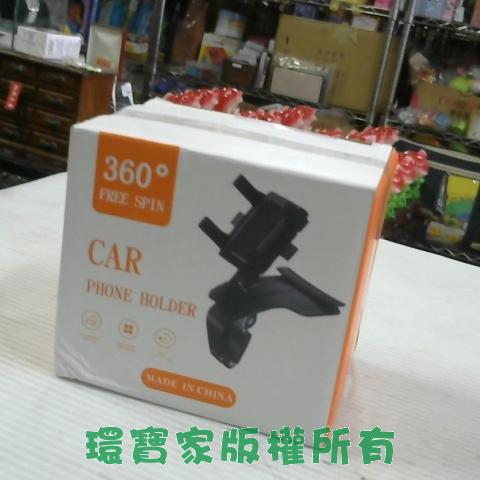 360°
FREE SPIN
CAR
PHONE HOLDER
MADE IN CHINA
環寶家版權所有